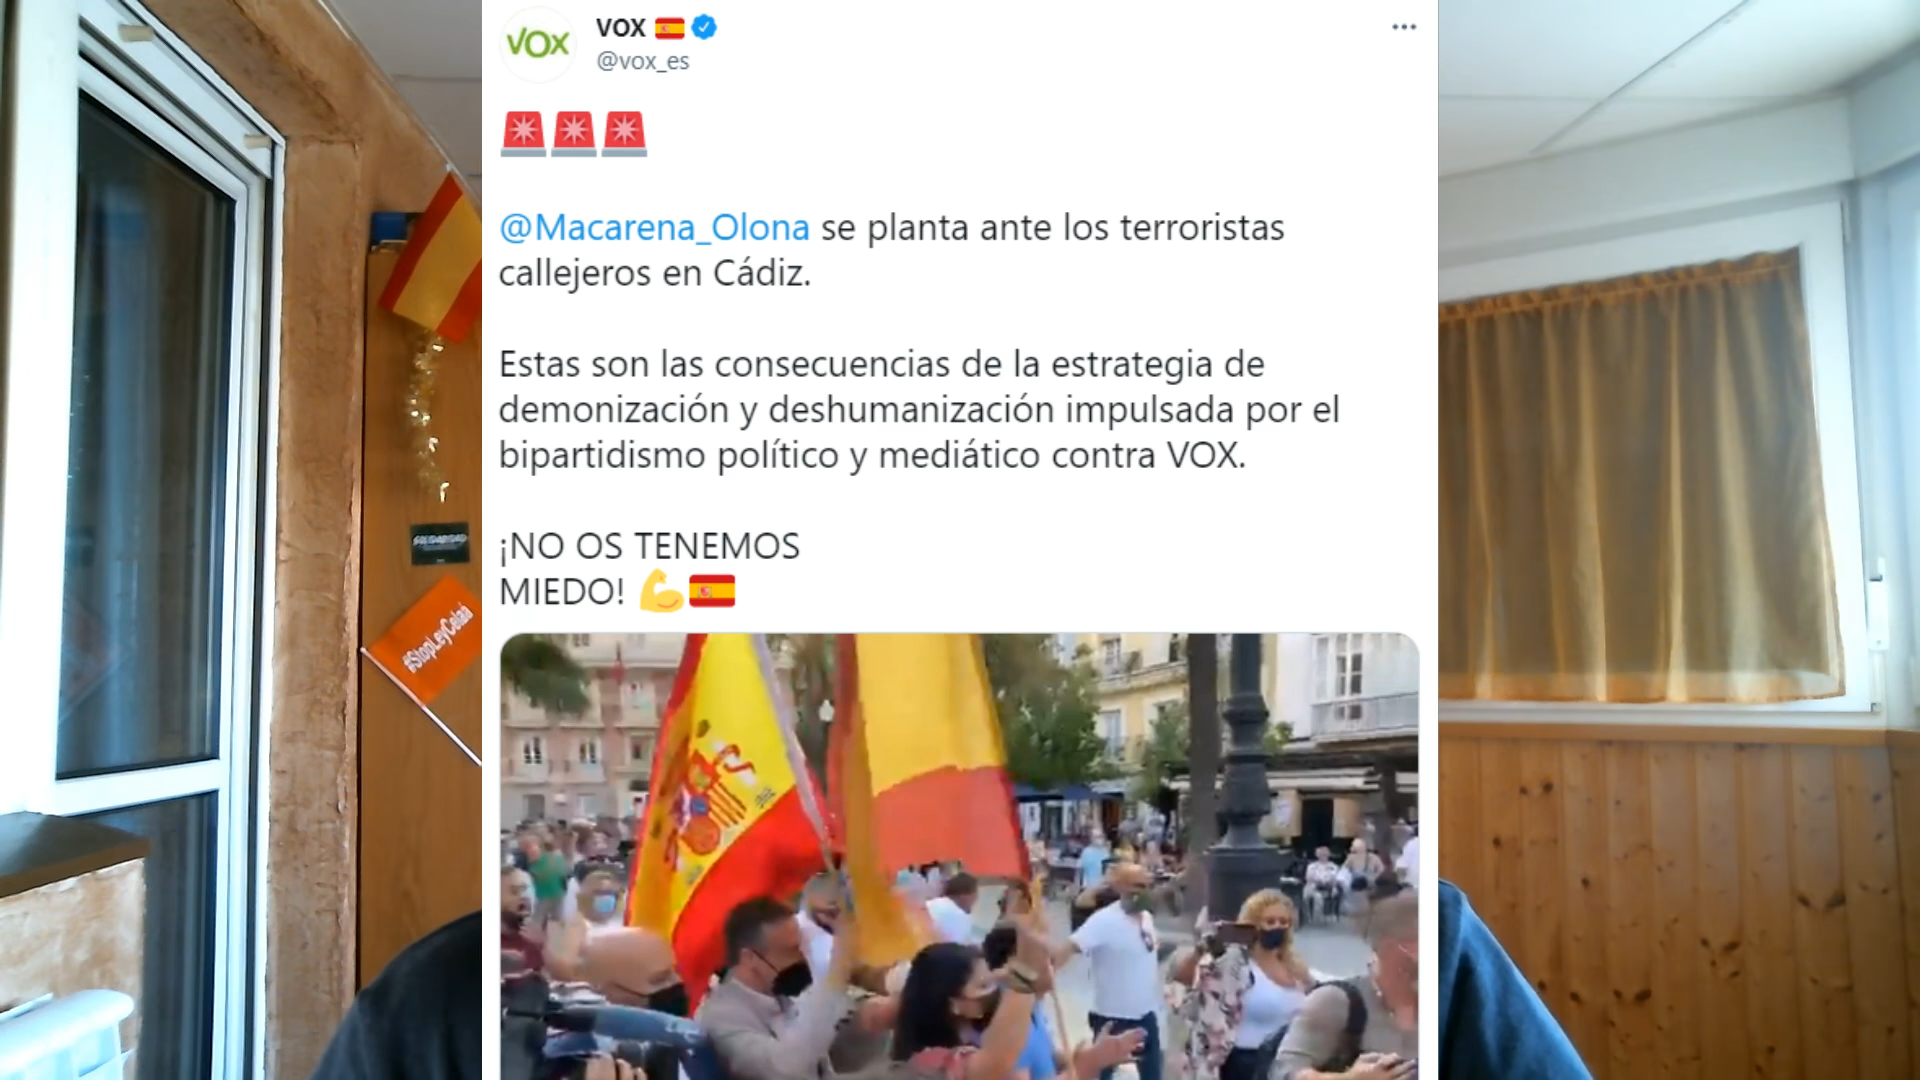 VOX
VOX
@vox_es
@Macarena_Olona se planta ante los terroristas
callejeros en Cádiz.
Estas son las consecuencias de la estrategia de
demonización y deshumanización impulsada por el
bipartidismo político y mediático contra VOX.
¡NO OS TENEMOS
MIEDO!
#StopLeyCelaá